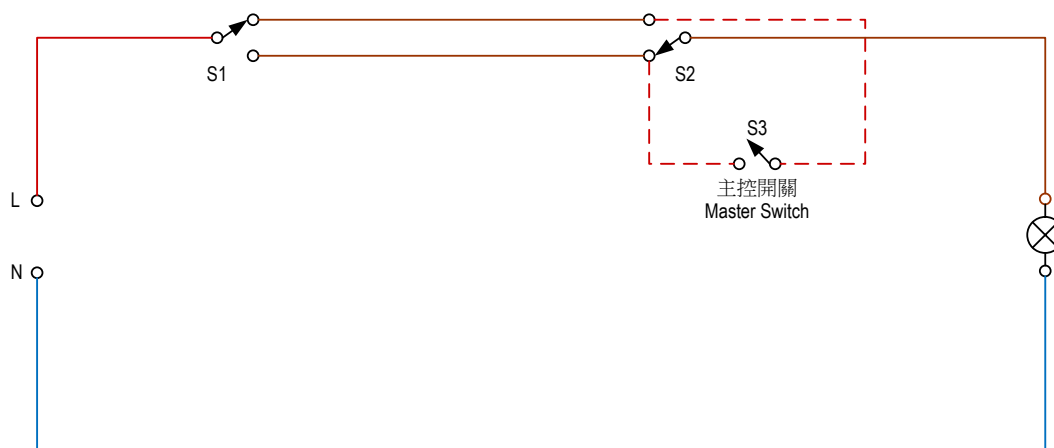 S1
S2
S3
主控開關
Master Switch
L
N